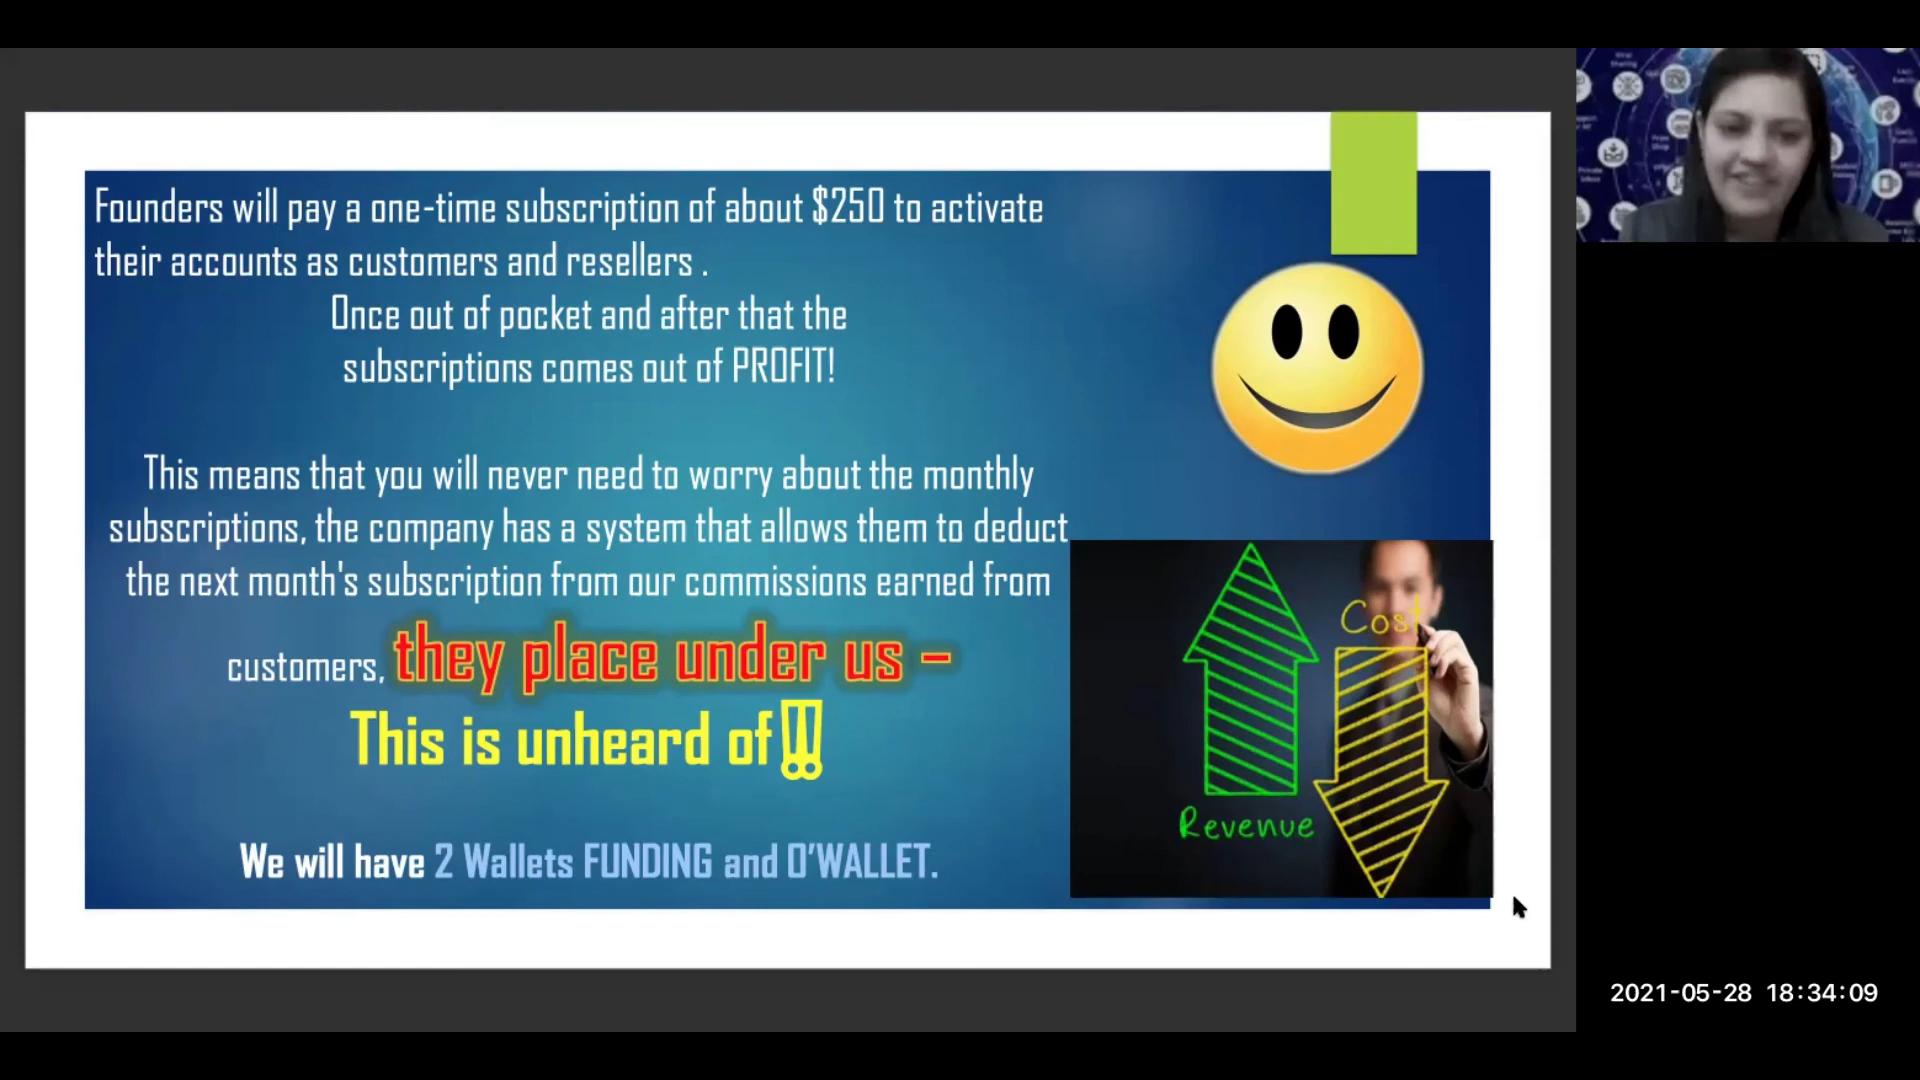 Founders will pay a one-time subscription of about $250 to activate
their accounts as customers and resellers .
Once out of pocket and after that the
subscriptions comes out of PROFIT!
This means that you will never need to worry about the monthly
subscriptions, the company has a system that allows them to deduct
the next month's subscription from our commissions earned from
customers, they place under us –
This is unheard of!!
We will have 2 Wallets FUNDING and O'WALLET.
Cost
Revenue
2021-05-28 18:34:09